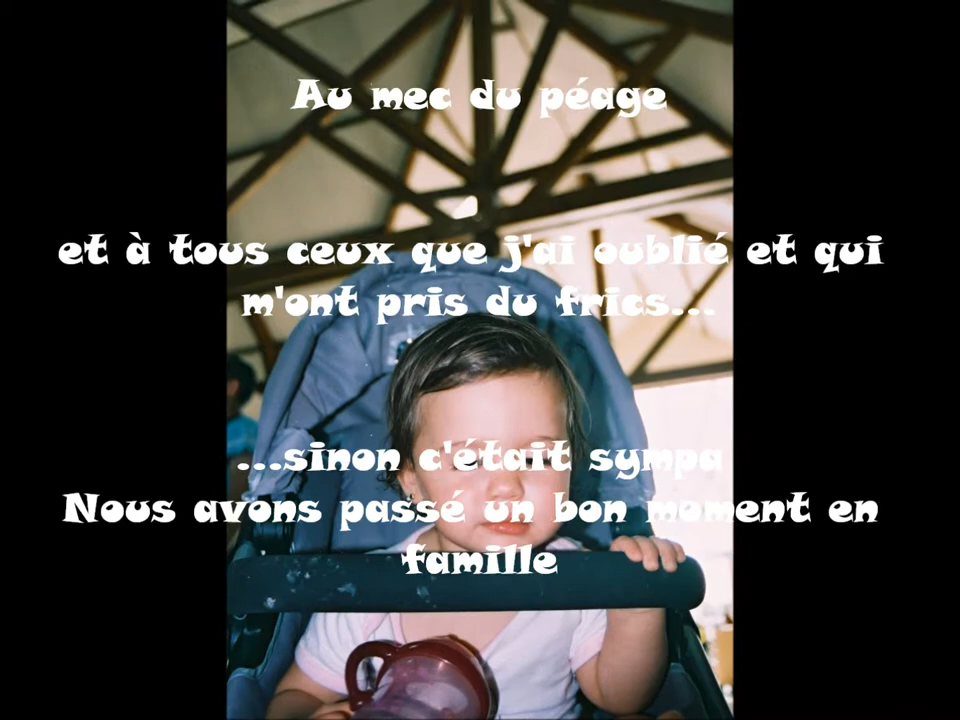 Au mec du péage
et à tous ceux que j'ai oublié et qui
m'ont pris du frics...
...sinon c'était sympa
Nous avons passé un bon moment en
famille